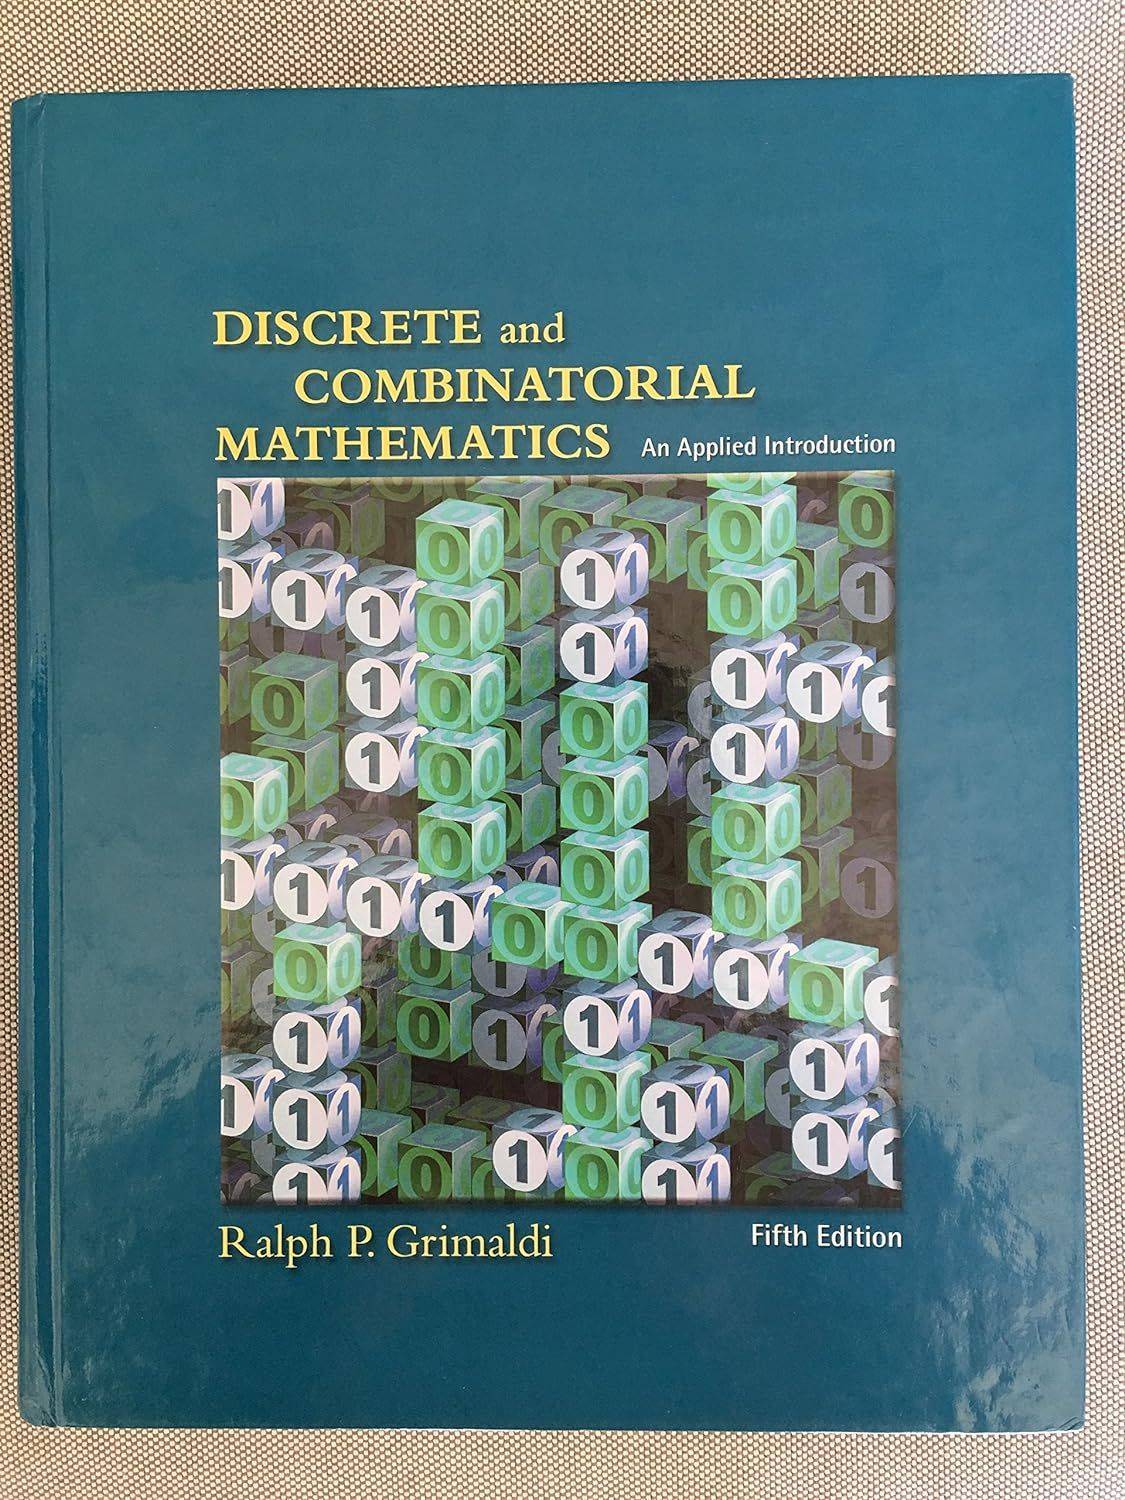 DISCRETE and
COMBINATORIAL
MATHEMATICS An Applied Introduction
Ralph P. Grimaldi Fifth Edition